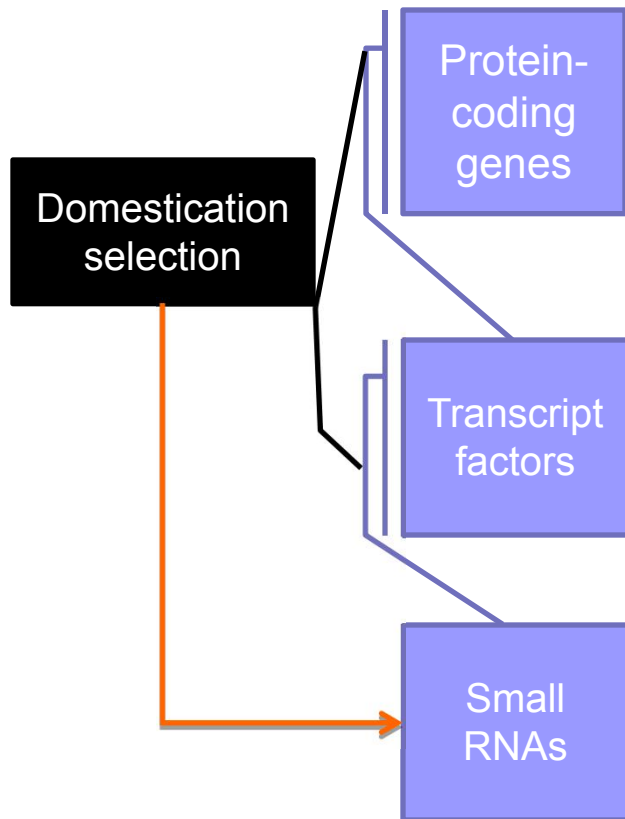 Protein-
coding
genes
Domestication
selection
Transcript
factors
Small
RNAs